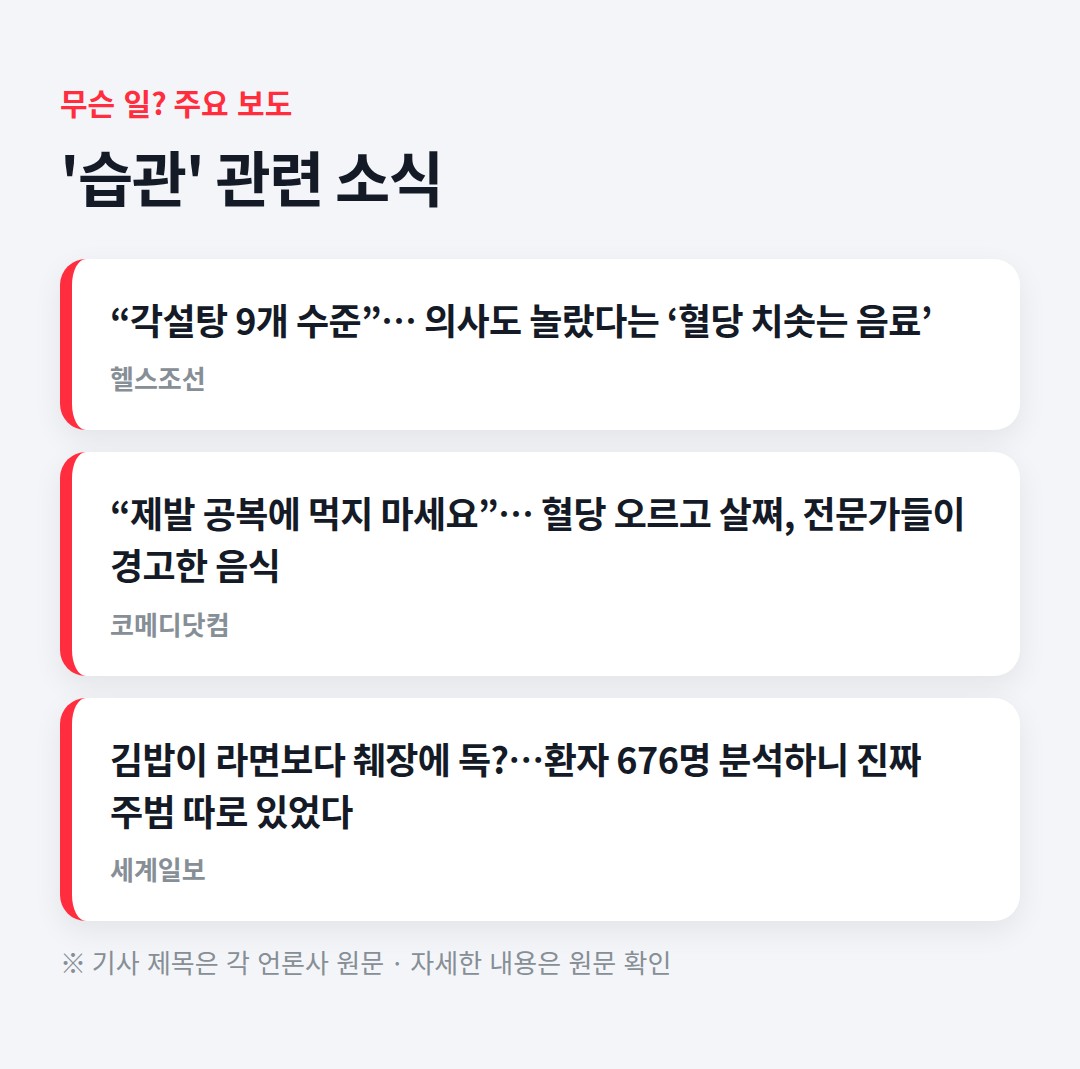 무슨 일? 주요 보도
'습관' 관련 소식
“각설탕 9개 수준”… 의사도 놀랐다는 ‘혈당 치솟는 음료’
헬스조선
“제발 공복에 먹지 마세요”… 혈당 오르고 살쪄, 전문가들이
경고한 음식
코메디닷컴
김밥이 라면보다 췌장에 독?…환자 676명 분석하니 진짜
주범 따로 있었다
세계일보
※ 기사 제목은 각 언론사 원문 · 자세한 내용은 원문 확인